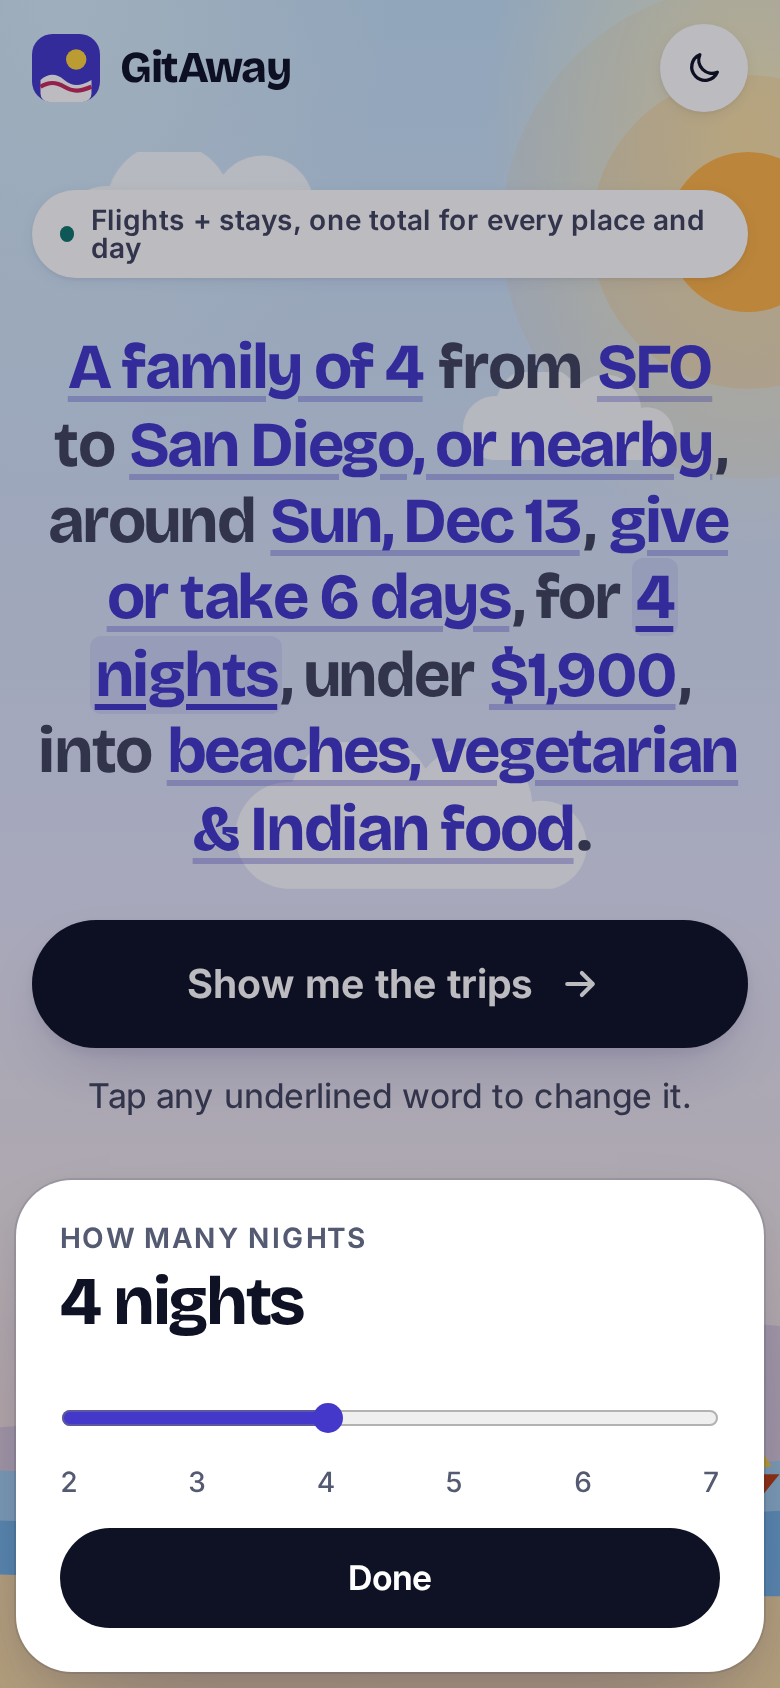 GitAway
Flights + stays, one total for every place and
day
A family of 4 from SFO
to San Diego, or nearby,
around Sun, Dec 13, give
or take 6 days, for 4
nights, under $1,900,
into beaches, vegetarian
& Indian food.
Show me the trips →
Tap any underlined word to change it.
HOW MANY NIGHTS
4 nights
2 3 4 5 6 7
Done